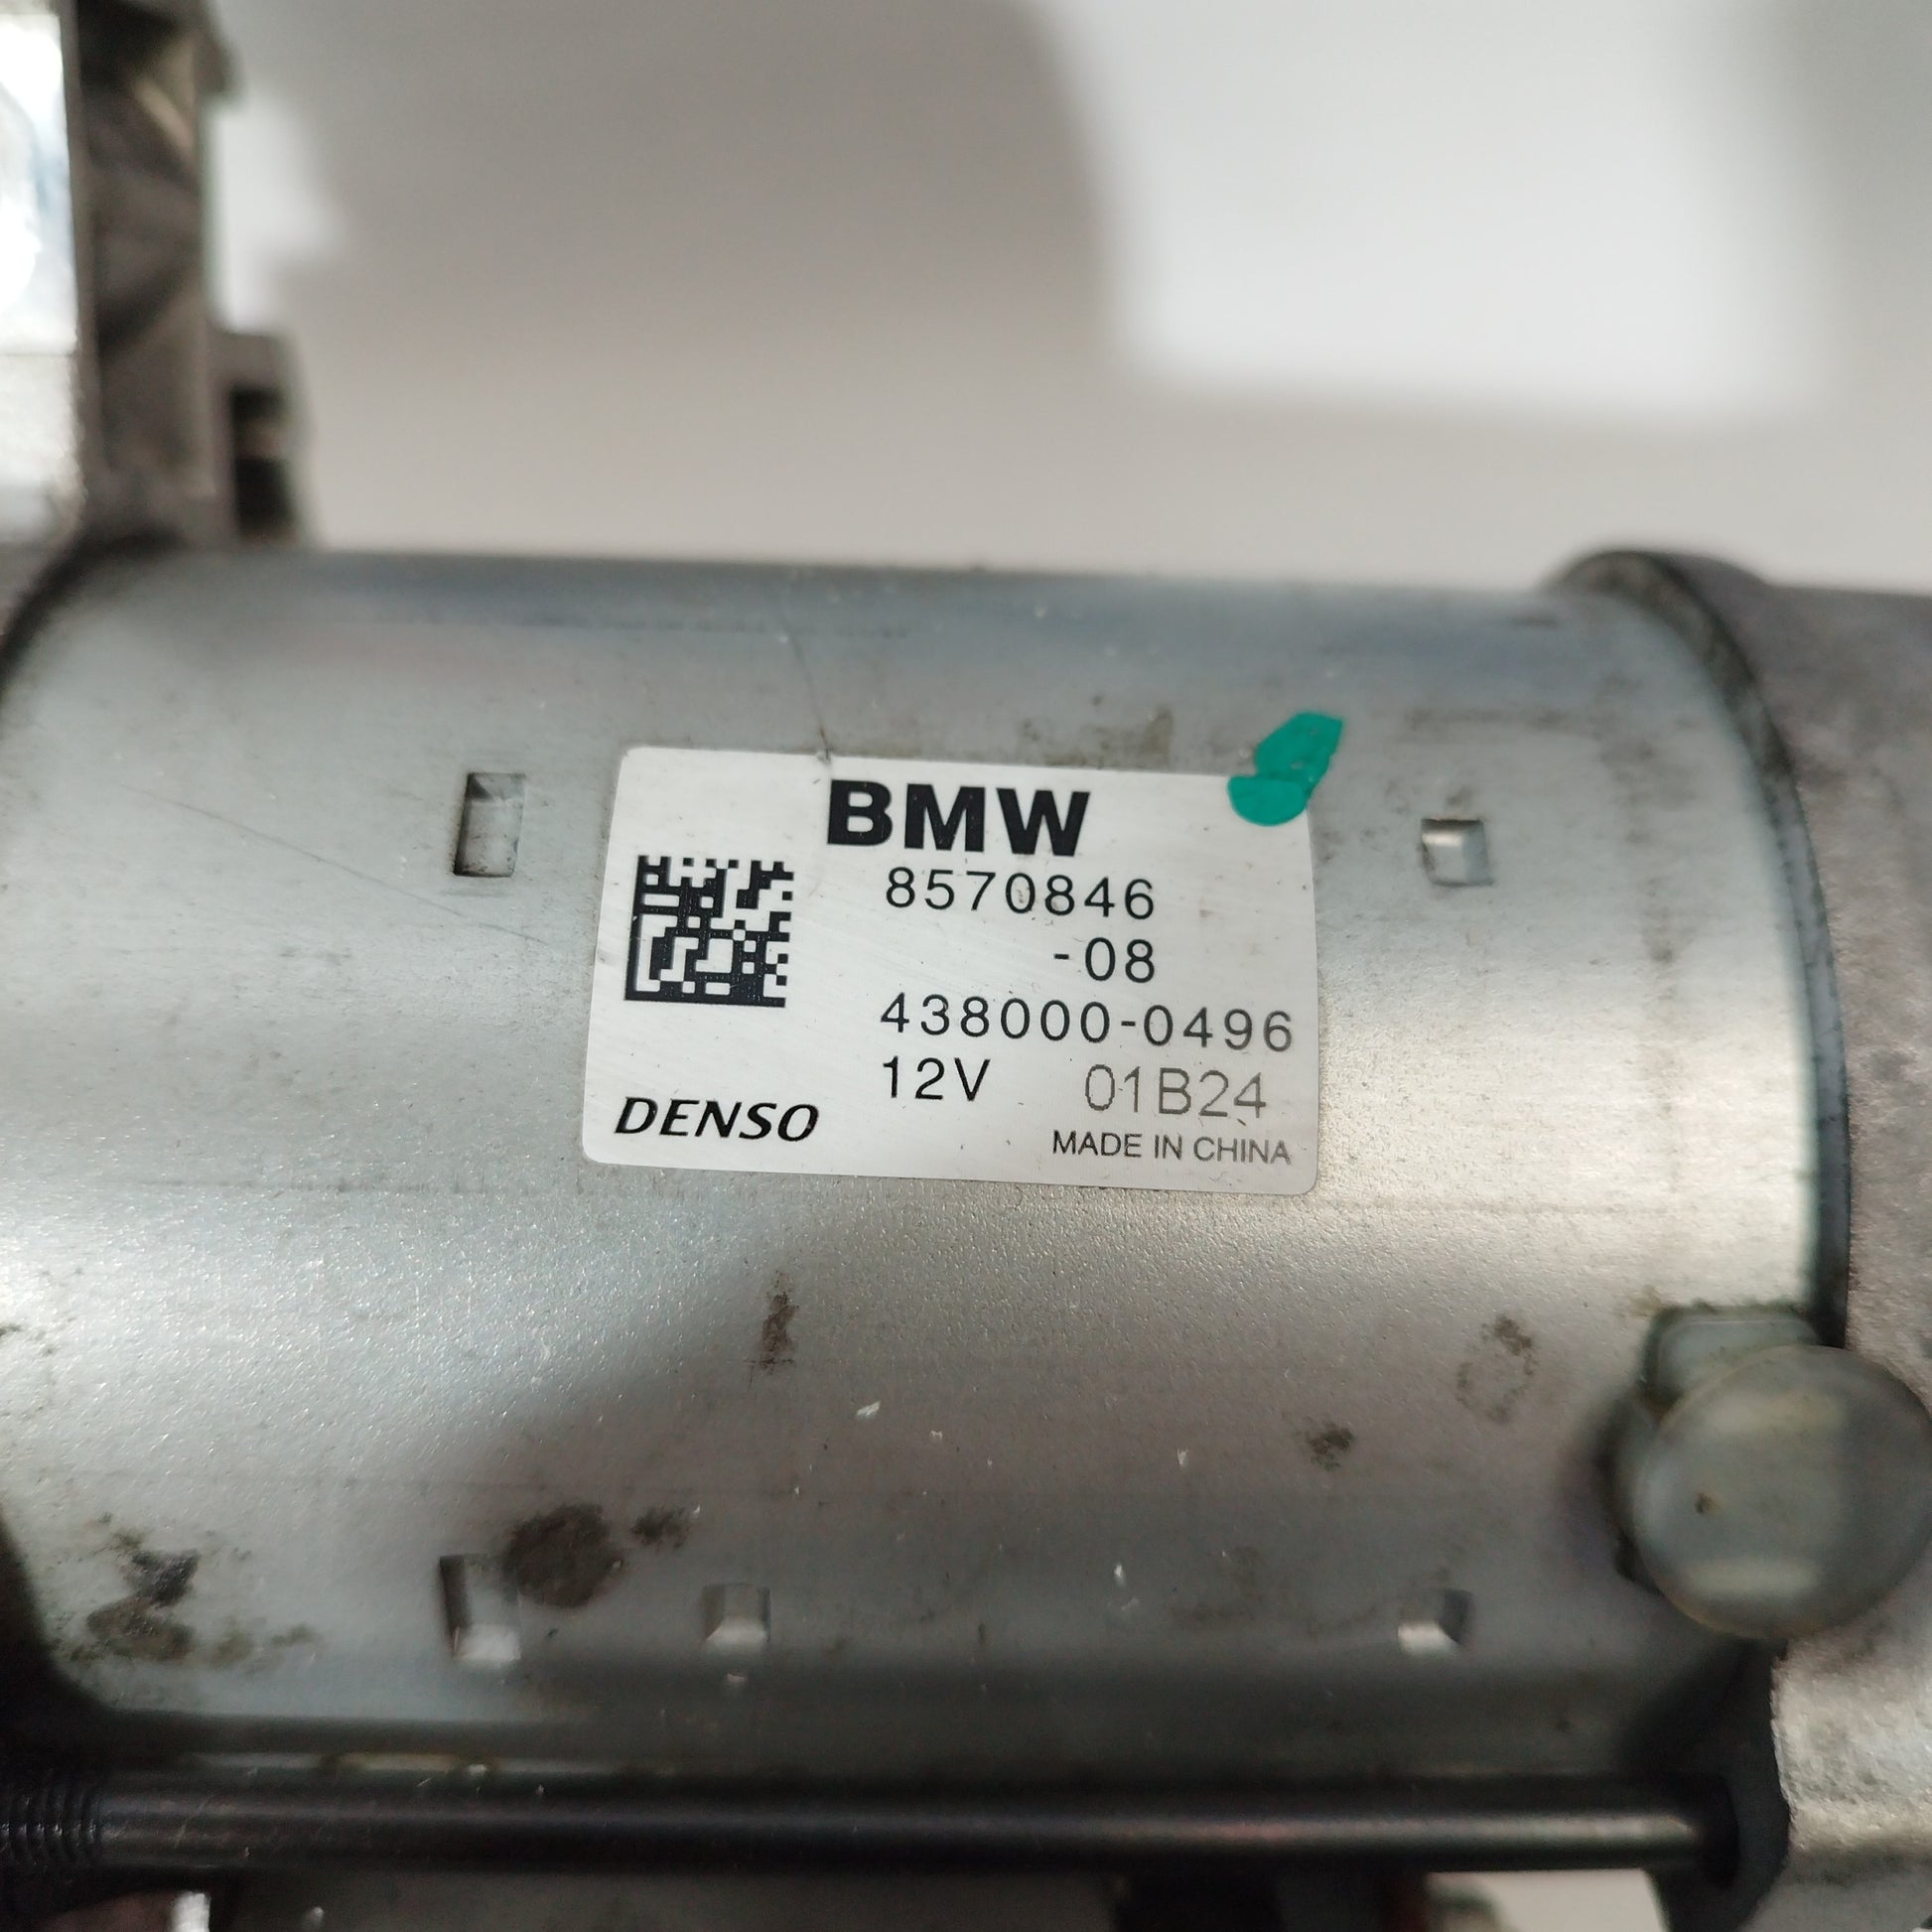 BMW
8570846
-08
438000-0496
12V 01B24
DENSO
MADE IN CHINA